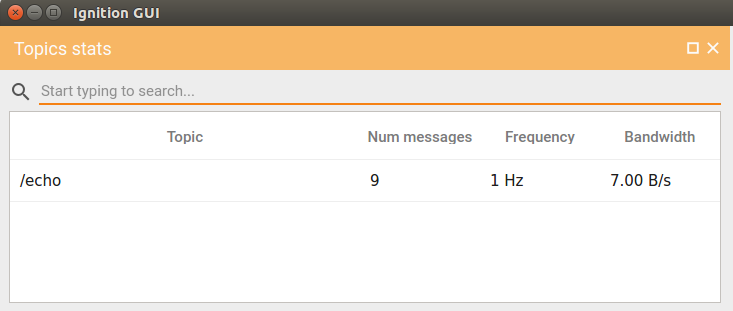 Ignition GUI
Topics stats
Start typing to search...
Topic Num messages Frequency Bandwidth
/echo 9 1 Hz 7.00 B/s